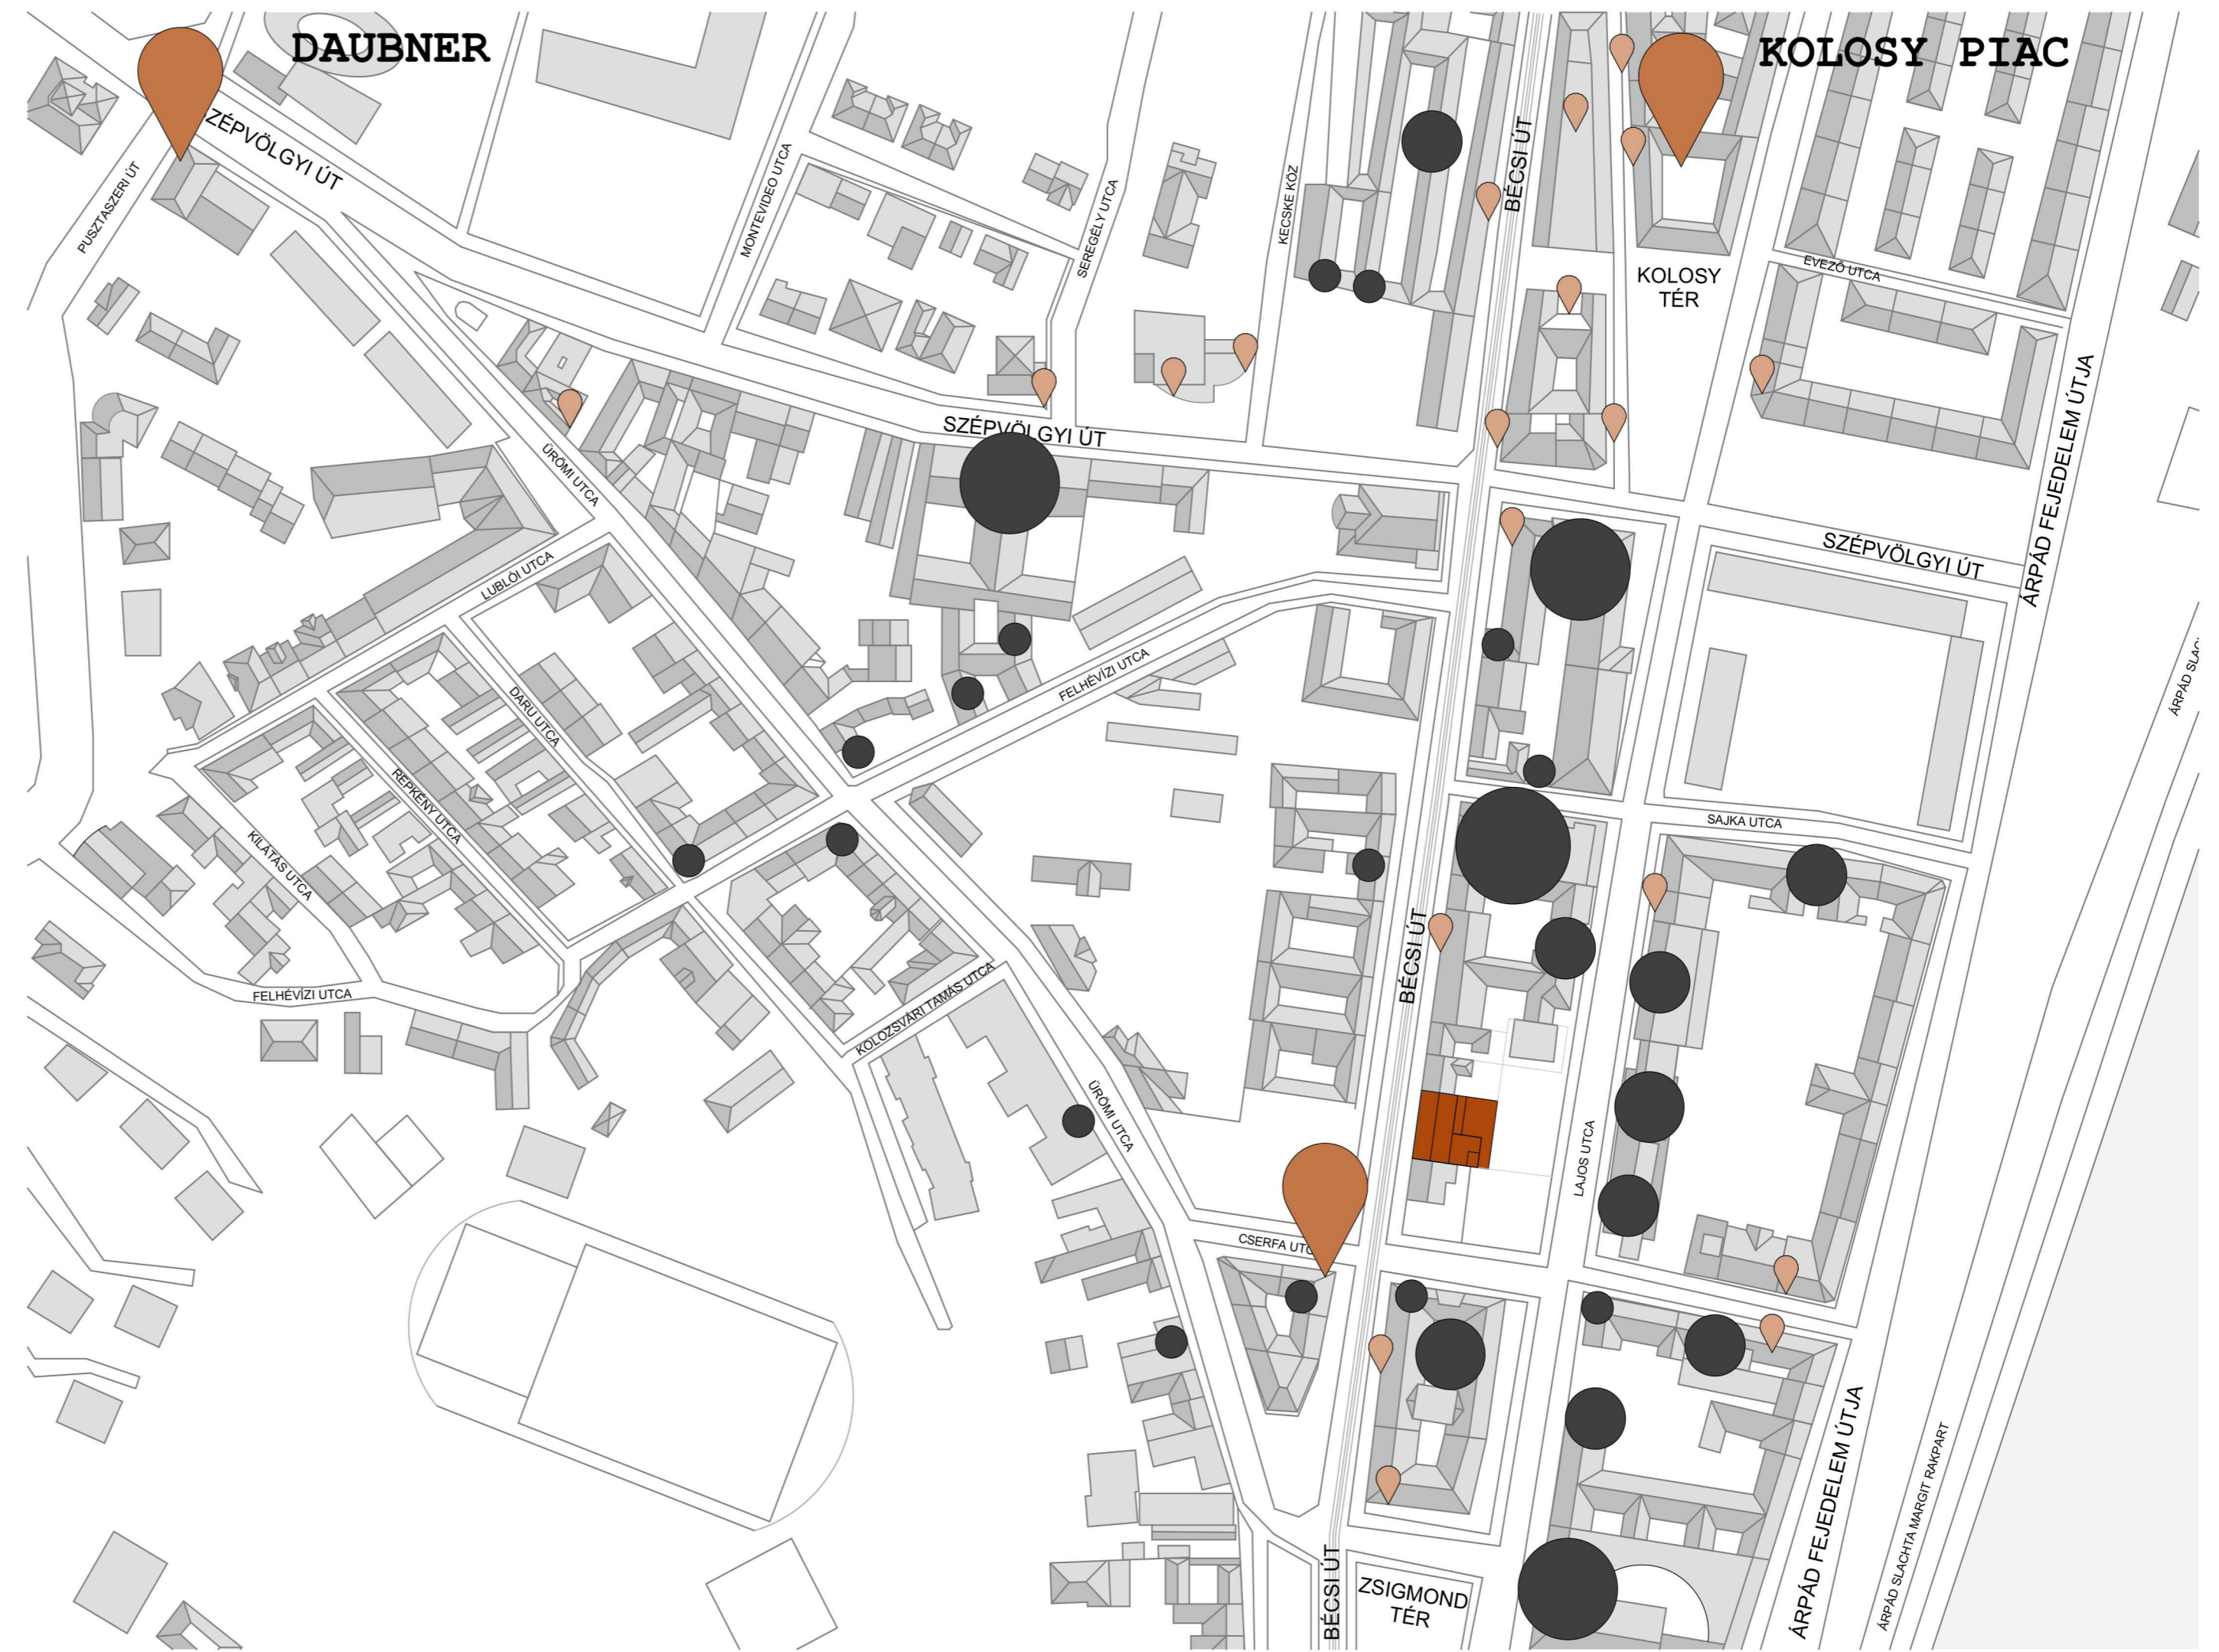 DAUBNER
KOLOSY PIAC
SZÉPVÖLGYI ÚT
PUSZTASZERI ÚT
MONTEVIDEO UTCA
SEREGÉLY UTCA
KECSKE KÖZ
BÉCSI ÚT
KOLOSY
TÉR
EVEZŐ UTCA
ÁRPÁD FEJEDELEM ÚTJA
SZÉPVÖLGYI ÚT
ÜRÖMI UTCA
SZÉPVÖLGYI ÚT
LUBLÓI UTCA
FELHÉVÍZI UTCA
ÁRPÁD SLAC
DARU UTCA
REPKÉNY UTCA
KILÁTÁS UTCA
SAJKA UTCA
BÉCSI ÚT
FELHÉVÍZI UTCA
KOLOZSVÁRI TAMÁS UTCA
ÜRÖMI UTCA
LAJOS UTCA
CSERFA UTC
ÁRPÁD FEJEDELEM ÚTJA
ÁRPÁD SLACHTA MARGIT RAKPART
BÉCSI ÚT
ZSIGMOND
TÉR